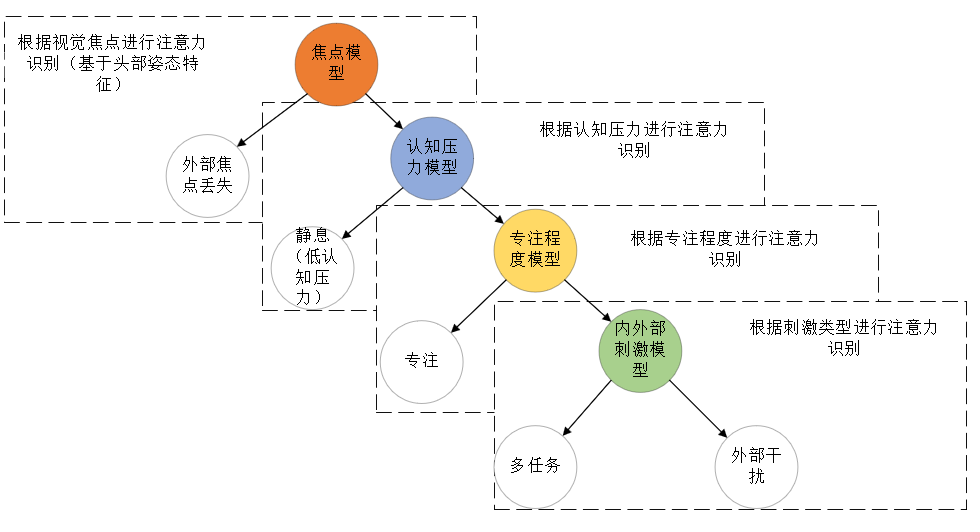 根据视觉焦点进行注意力
识别（基于头部姿态特
征）
焦点模
型
外部焦
点丢失
认知压
力模型
根据认知压力进行注意力
识别
静息
（低认
知压
力）
专注程
度模型
根据专注程度进行注意力
识别
专注
内外部
刺激模
型
根据刺激类型进行注意力
识别
多任务
外部干
扰